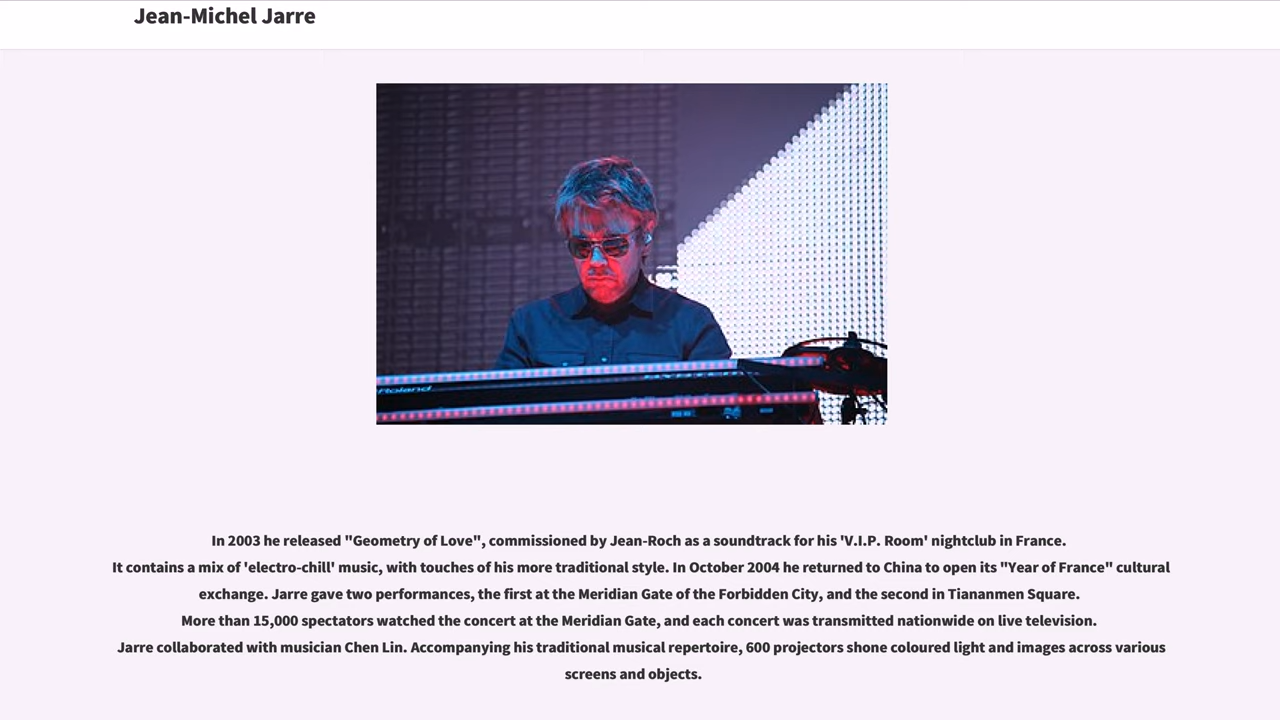 Jean-Michel Jarre
Roland
In 2003 he released "Geometry of Love", commissioned by Jean-Roch as a soundtrack for his 'V.I.P. Room' nightclub in France.
It contains a mix of 'electro-chill' music, with touches of his more traditional style. In October 2004 he returned to China to open its "Year of France" cultural
exchange. Jarre gave two performances, the first at the Meridian Gate of the Forbidden City, and the second in Tiananmen Square.
More than 15,000 spectators watched the concert at the Meridian Gate, and each concert was transmitted nationwide on live television.
Jarre collaborated with musician Chen Lin. Accompanying his traditional musical repertoire, 600 projectors shone coloured light and images across various
screens and objects.